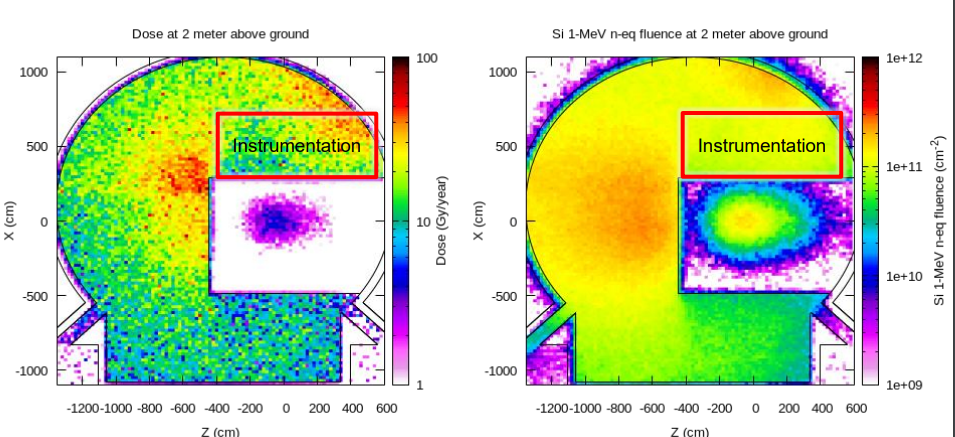 Dose at 2 meter above ground
1000
500
0
-500
-1000
X (cm)
-1200 -1000 -800 -600 -400 -200 0 200 400 600
Z (cm)
Instrumentation
100
10
1
Dose (Gy/year)
Si 1-MeV n-eq fluence at 2 meter above ground
1000
500
0
-500
-1000
X (cm)
-1200 -1000 -800 -600 -400 -200 0 200 400 600
Z (cm)
Instrumentation
1e+12
1e+11
1e+10
1e+09
Si 1-MeV n-eq fluence (cm⁻²)